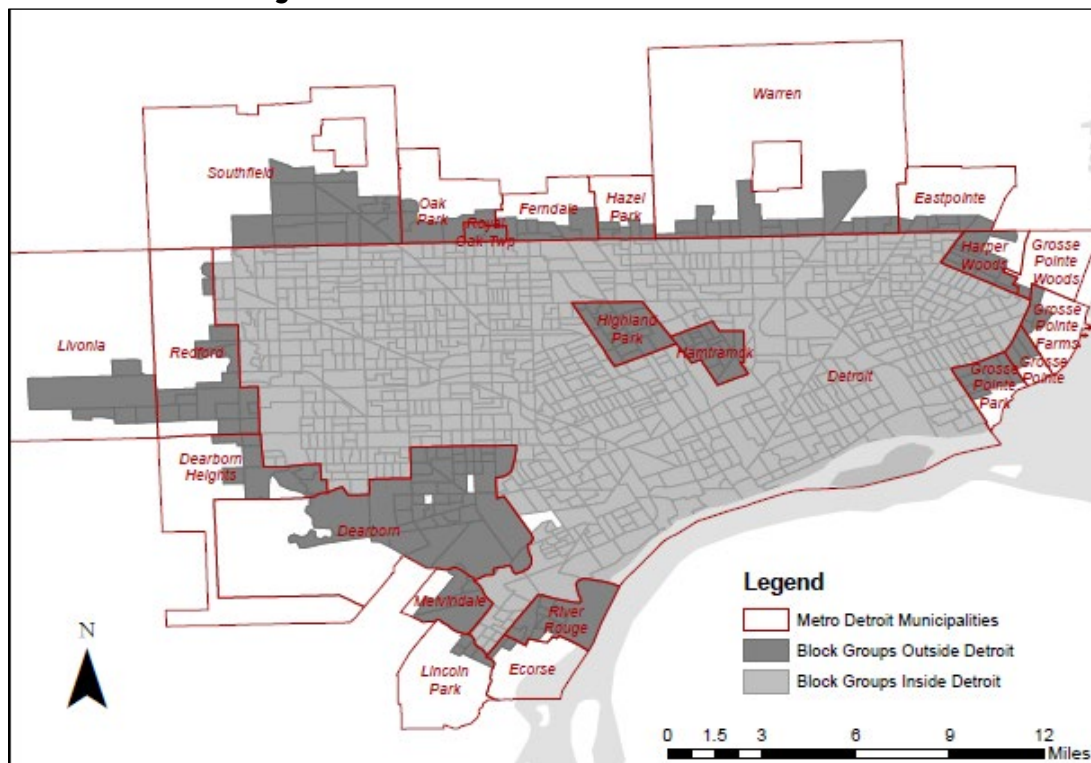 Warren
Southfield
Oak
Park
Royal
Oak Twp
Ferndale
Hazel
Park
Eastpointe
Harper
Woods
Grosse
Pointe
Woods
Grosse
Pointe
Farms
Grosse
Pointe
Grosse
Pointe
Park
Livonia
Redford
Highland
Park
Hamtramck
Detroit
Dearborn
Heights
Dearborn
Melvindale
River
Rouge
Lincoln
Park
Ecorse
N
Legend
Metro Detroit Municipalities
Block Groups Outside Detroit
Block Groups Inside Detroit
0 1.5 3 6 9 12
Miles